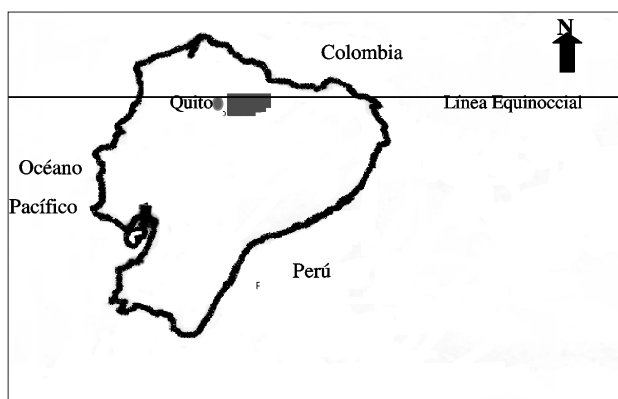 N
Colombia
Quito
Línea Equinoccial
Océano
Pacífico
Perú
F